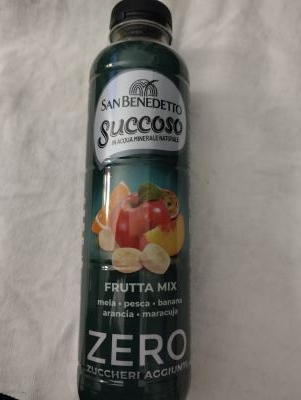 SAN BENEDETTO
Succoso
IN ACQUA MINERALE NATURALE
FRUTTA MIX
mela • pesca • banana
arancia • maracuja
ZERO
ZUCCHERI AGGIUNTI